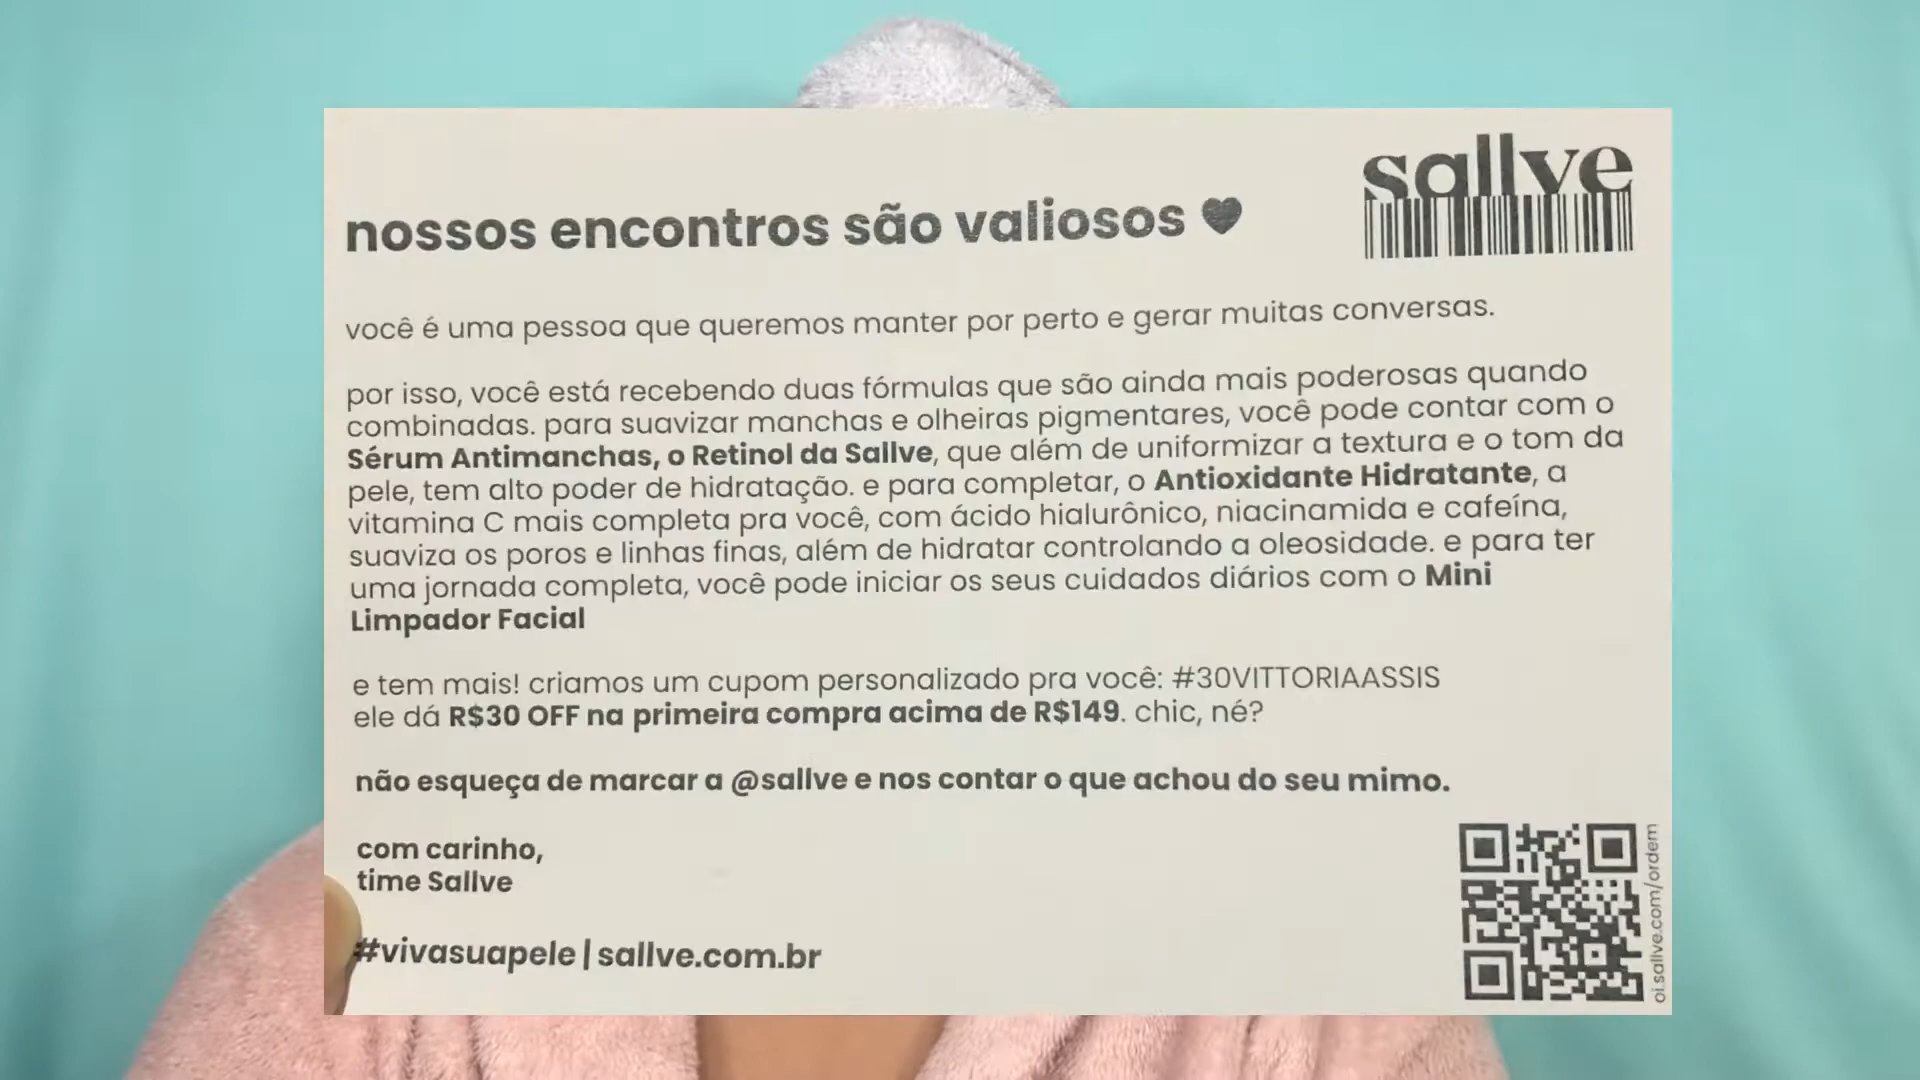 sallve
nossos encontros são valiosos ♥
você é uma pessoa que queremos manter por perto e gerar muitas conversas.
por isso, você está recebendo duas fórmulas que são ainda mais poderosas quando
combinadas. para suavizar manchas e olheiras pigmentares, você pode contar com o
Sérum Antimanchas, o Retinol da Sallve, que além de uniformizar a textura e o tom da
pele, tem alto poder de hidratação. e para completar, o Antioxidante Hidratante, a
vitamina C mais completa pra você, com ácido hialurônico, niacinamida e cafeína,
suaviza os poros e linhas finas, além de hidratar controlando a oleosidade. e para ter
uma jornada completa, você pode iniciar os seus cuidados diários com o Mini
Limpador Facial
e tem mais! criamos um cupom personalizado pra você: #30VITTORIAASSIS
ele dá R$30 OFF na primeira compra acima de R$149. chic, né?
não esqueça de marcar a @sallve e nos contar o que achou do seu mimo.
com carinho,
time Sallve
#vivasuapele | sallve.com.br
oi.sallve.com/ordem